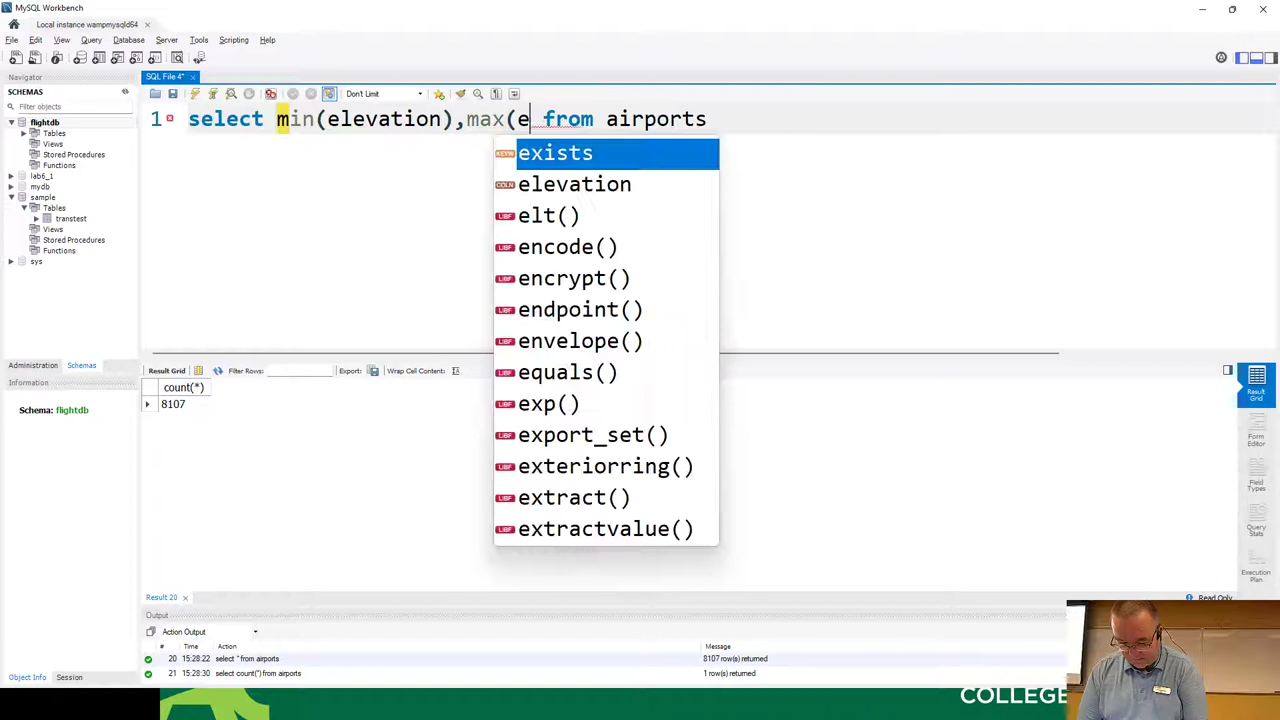 MySQL Workbench
Local instance wampmysqld64
File Edit View Query Database Server Tools Scripting Help
Navigator
SCHEMAS
Filter objects
flightdb
Tables
Views
Stored Procedures
Functions
lab6_1
mydb
sample
Tables
transtest
Views
Stored Procedures
Functions
sys
Administration Schemas
Information
Schema: flightdb
Object Info Session
SQL File 4*
Don't Limit
1 select min(elevation),max(e from airports
exists
elevation
elt()
encode()
encrypt()
endpoint()
envelope()
equals()
exp()
export_set()
exteriorring()
extract()
extractvalue()
Result Grid Filter Rows: Export: Wrap Cell Content:
count(*)
8107
Result Grid
Form Editor
Field Types
Query Stats
Execution Plan
Result 20
Read Only
Output
Action Output
# Time Action Message
20 15:28:22 select * from airports 8107 row(s) returned
21 15:28:30 select count(*) from airports 1 row(s) returned
COLLEGE